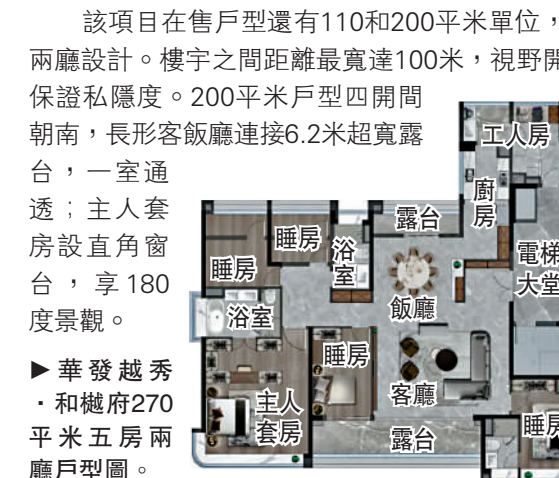 該項目在售戶型還有110和200平米單位，
兩廳設計。樓宇之間距離最寬達100米，視野開
保證私隱度。200平米戶型四開間
朝南，長形客飯廳連接6.2米超寬露
台，一室通
透；主人套
房設直角窗
台，享180
度景觀。
▶華發越秀
·和樾府270
平米五房兩
廳戶型圖。
工人房
廚房
露台
睡房
浴室
睡房
電梯大堂
飯廳
浴室
睡房
客廳
主人套房
睡房
露台